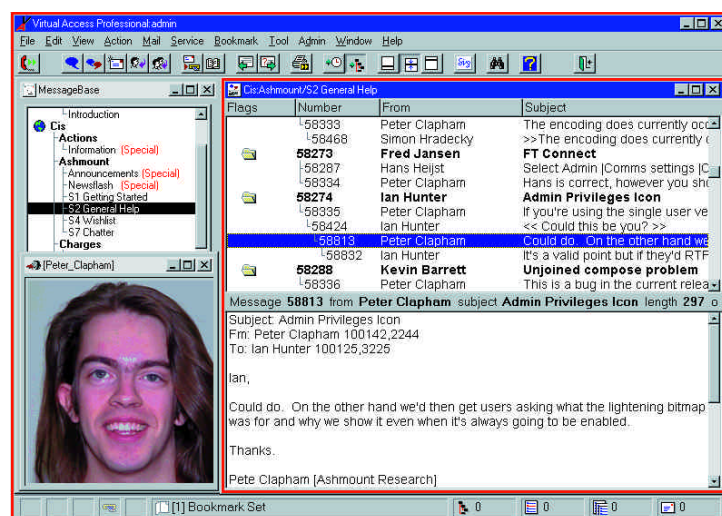 Virtual Access Professional:admin
File Edit View Action Mail Service Bookmark Tool Admin Window Help
MessageBase
Introduction
Cis
Actions
Information (Special)
Ashmount
Announcements (Special)
Newsflash (Special)
S1 Getting Started
S2 General Help
S4 Wishlist
S7 Chatter
Charges
[Peter_Clapham]
Cis:Ashmount/S2 General Help
Flags Number From Subject
58333 Peter Clapham The encoding does currently occ
58468 Simon Hradecky >>The encoding does currently
58273 Fred Jansen FT Connect
58287 Hans Heijst Select Admin |Comms settings |C
58334 Peter Clapham Hans is correct, however you sho
58274 Ian Hunter Admin Privileges Icon
58335 Peter Clapham If you're using the single user ve
58424 Ian Hunter << Could this be you? >>
58813 Peter Clapham Could do. On the other hand we
58832 Ian Hunter It's a valid point but if they'd RTF
58288 Kevin Barrett Unjoined compose problem
58336 Peter Clapham This is a bug in the current relea
Message 58813 from Peter Clapham subject Admin Privileges Icon length 297 o
Subject: Admin Privileges Icon
Fm: Peter Clapham 100142,2244
To: Ian Hunter 100125,3225
Ian,
Could do. On the other hand we'd then get users asking what the lightening bitmap
was for and why we show it even when it's always going to be enabled.
Thanks.
Pete Clapham [Ashmount Research]
[1] Bookmark Set 0 0 0 0